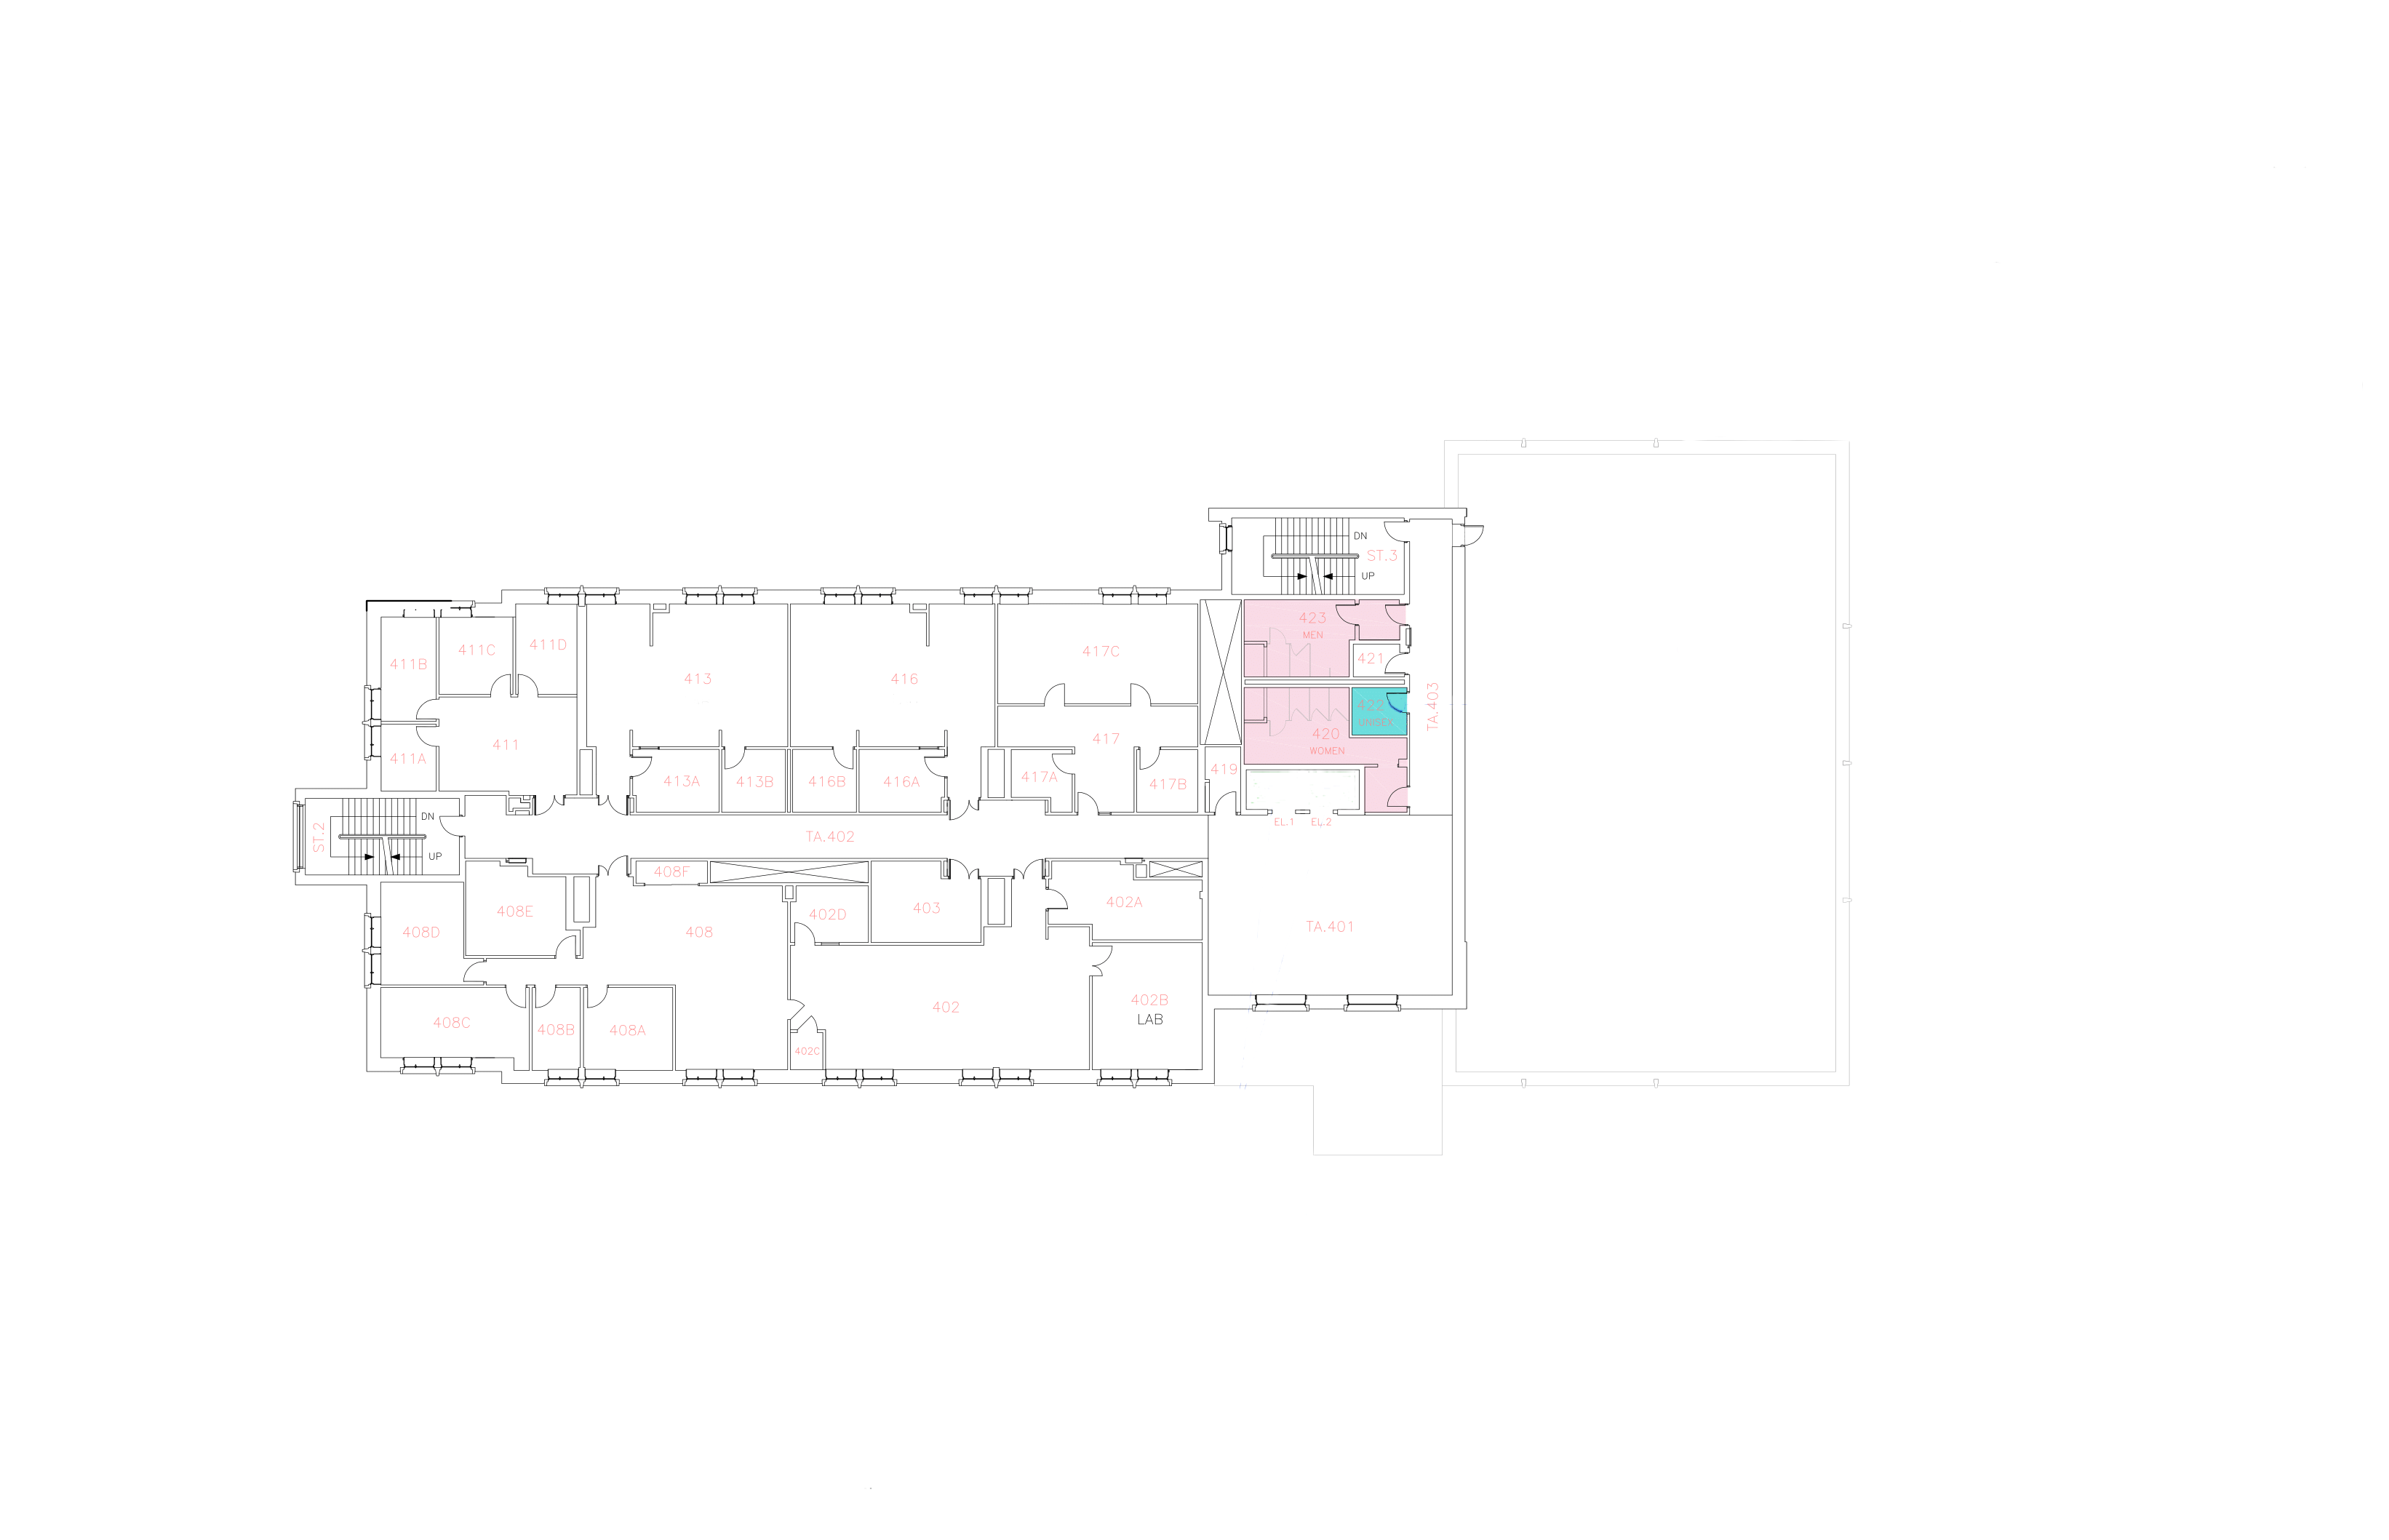 DN
ST.3
UP
423
MEN
411D
411C
417C
421
411B
413
416
422
UNISEX
TA.403
420
WOMEN
417
411
411A
419
417A
413A
413B
416B
416A
417B
DN
EL.1
EL.2
ST.2
TA.402
UP
408F
402A
403
408E
402D
TA.401
408D
408
402B
LAB
402
408C
408B
408A
402C